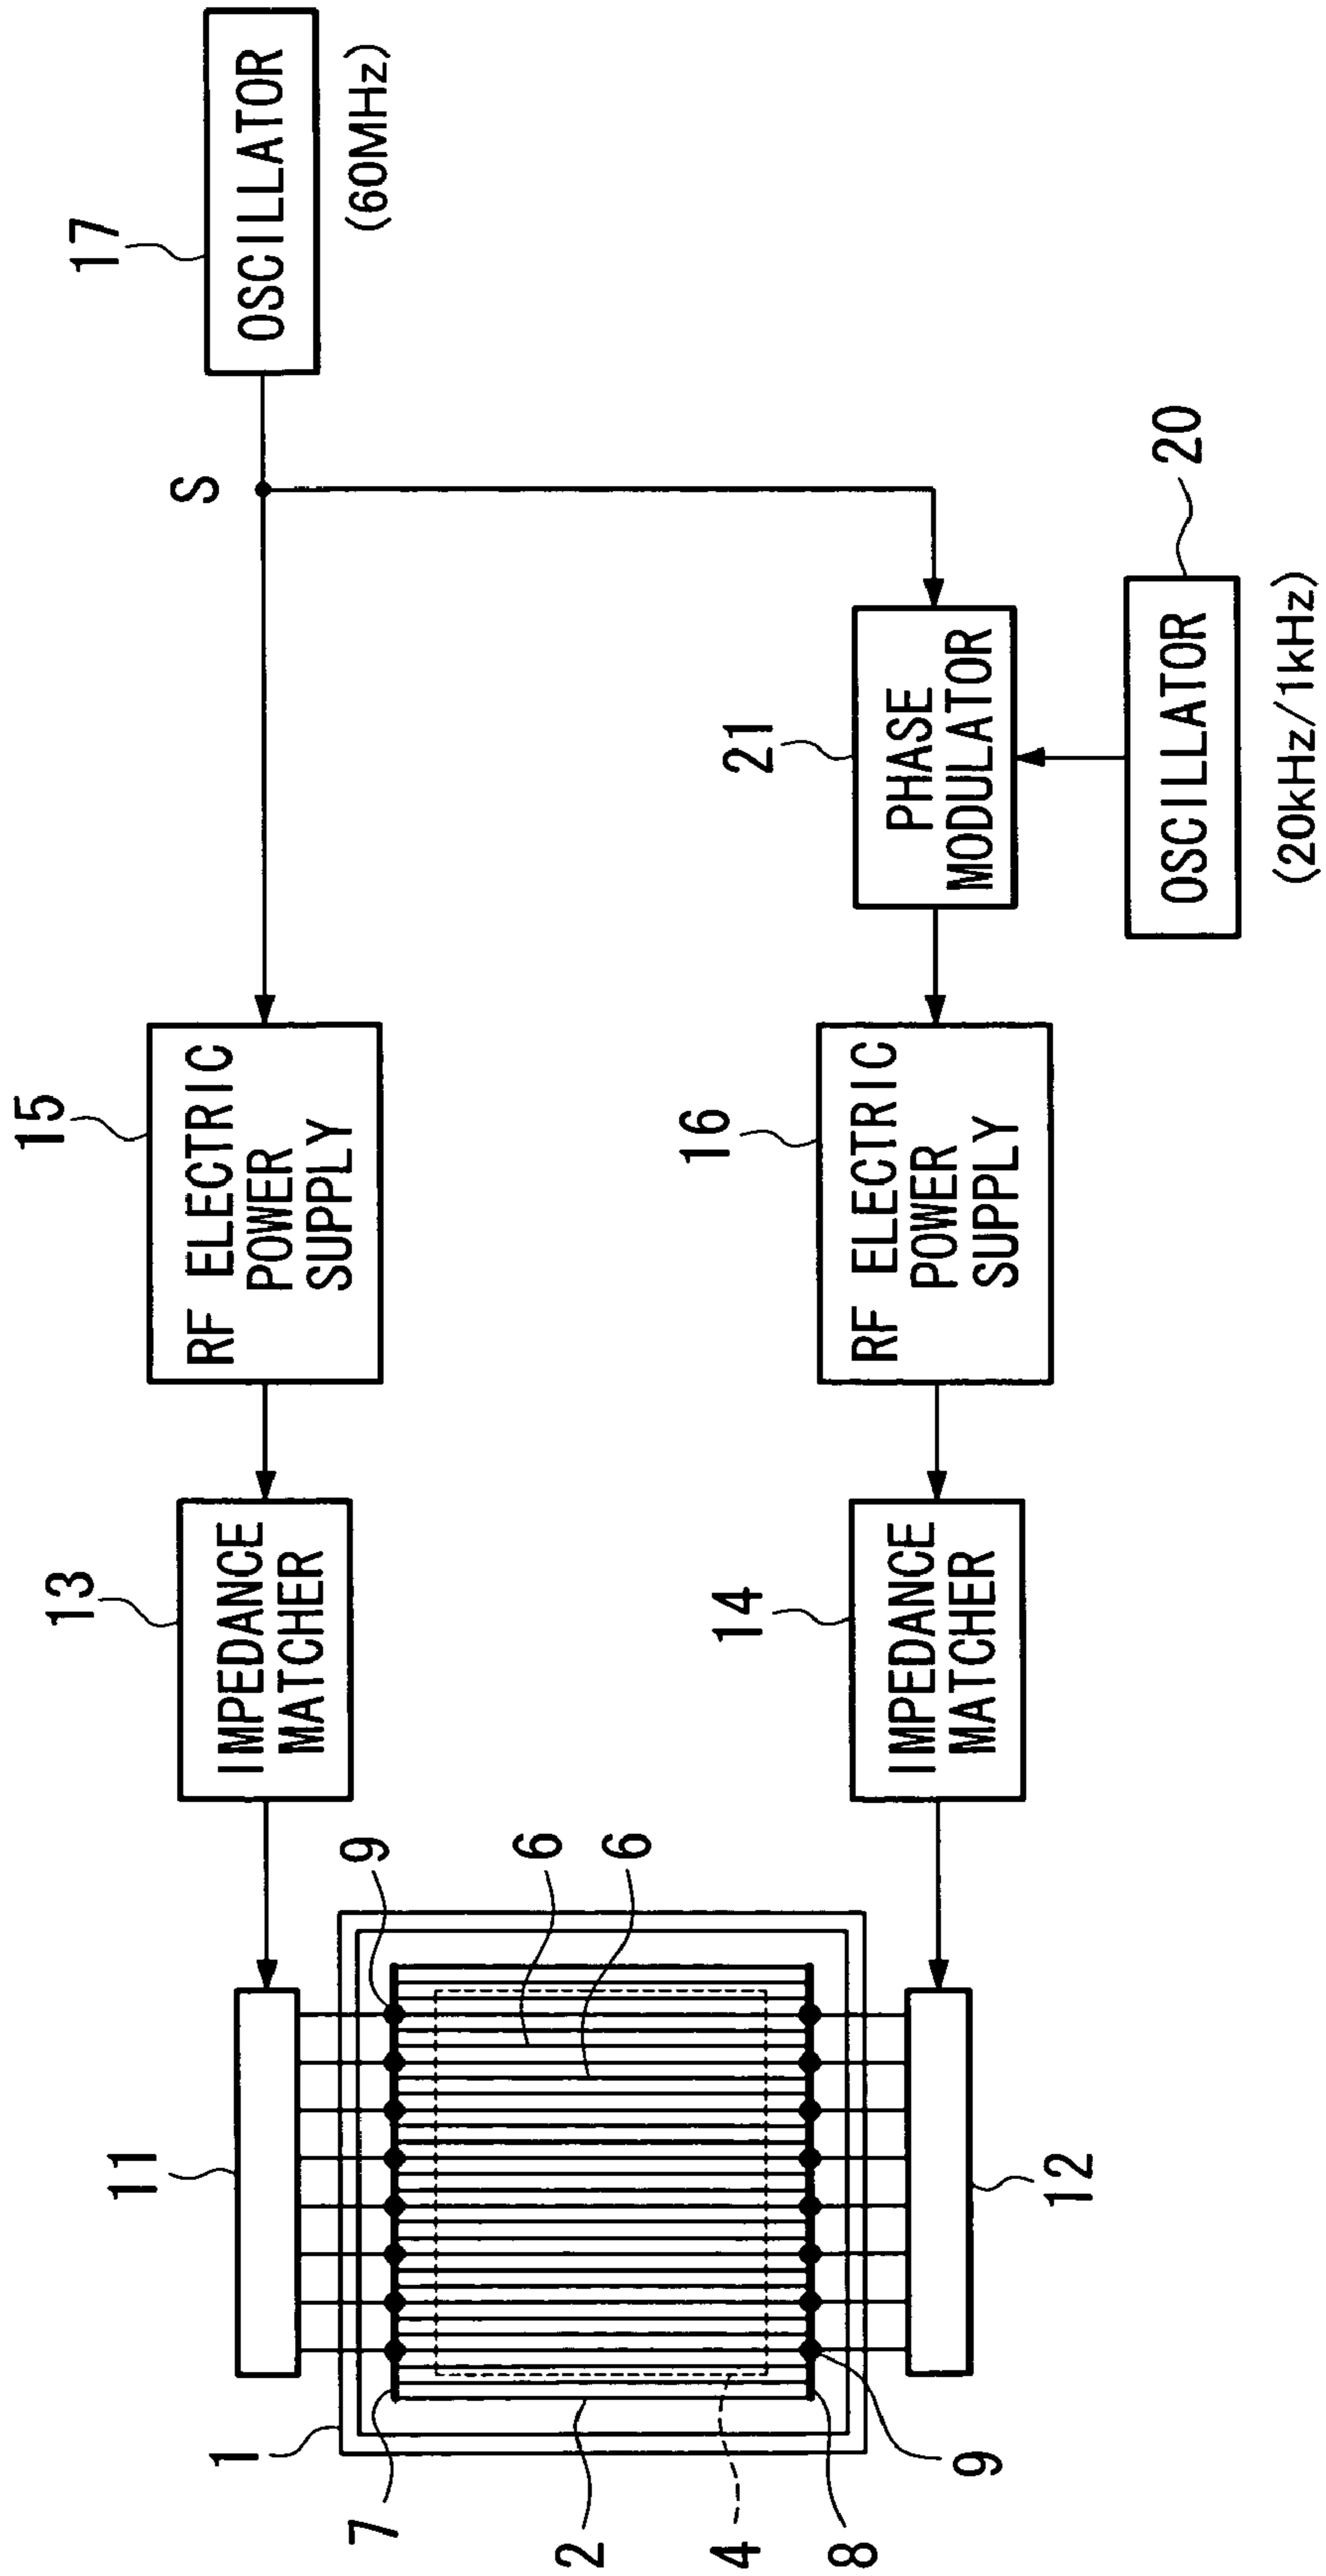 17
OSCILLATOR
(60MHz)
S
15
RF ELECTRIC
POWER
SUPPLY
13
IMPEDANCE
MATCHER
11
1
7
2
4
8
9
6
6
9
12
14
IMPEDANCE
MATCHER
16
RF ELECTRIC
POWER
SUPPLY
21
PHASE
MODULATOR
20
OSCILLATOR
(20kHz/1kHz)